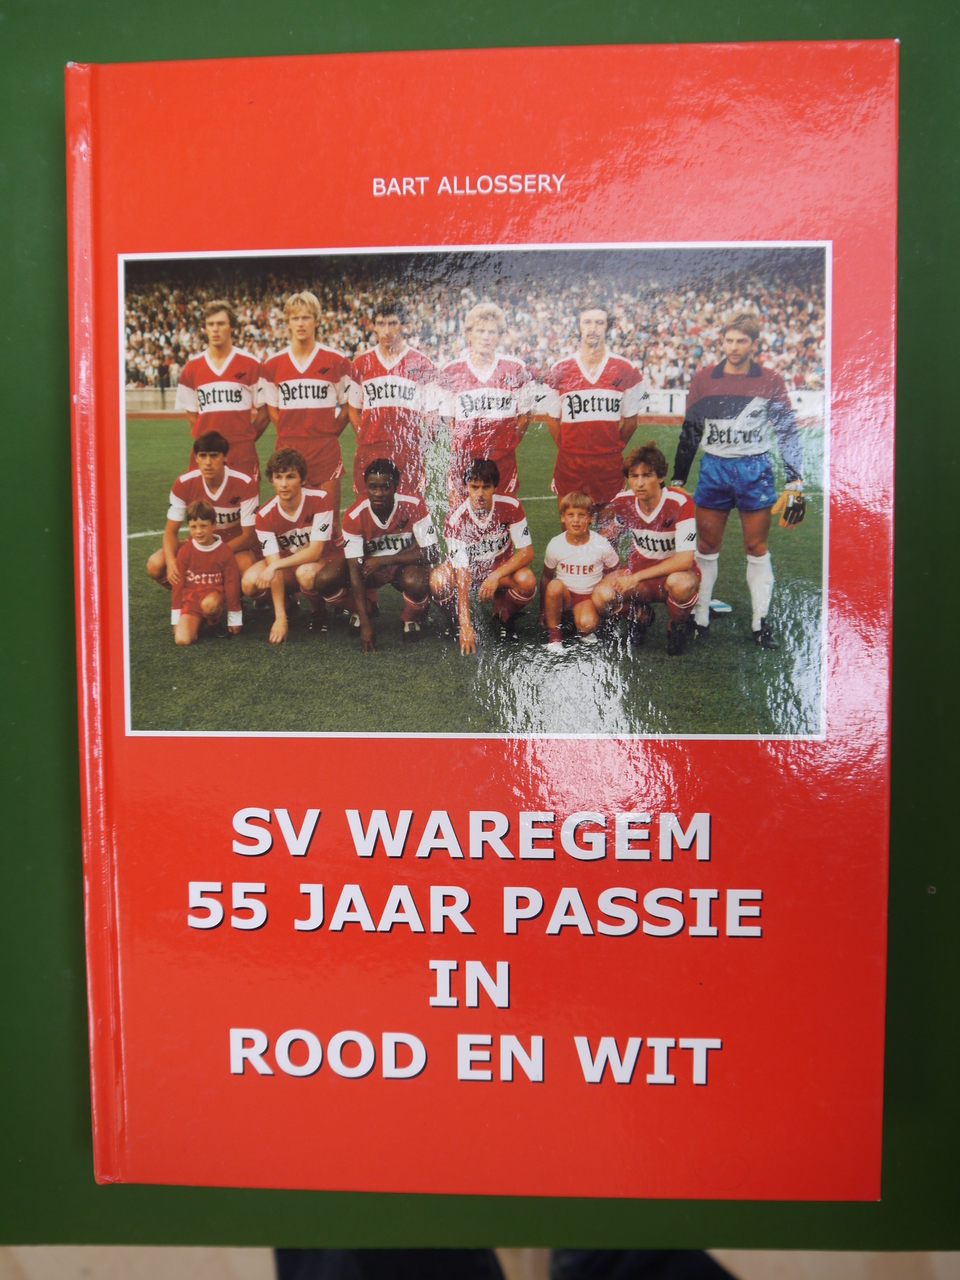 BART ALLOSSERY
Petrus Petrus Petrus Petrus Petrus
Petrus
Petrus
PIETER
SV WAREGEM
55 JAAR PASSIE
IN
ROOD EN WIT